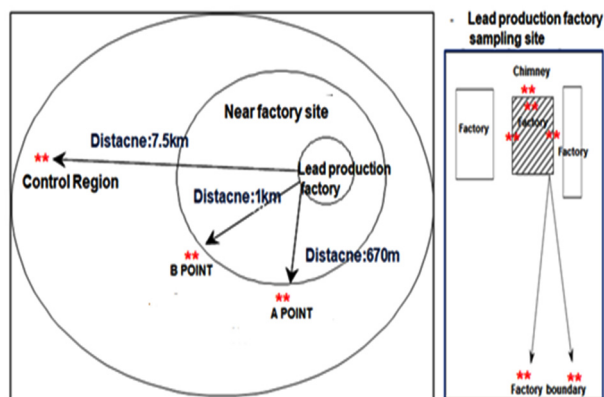 Near factory site
Distacne:7.5km
Control Region
Lead production
factory
Distacne:1km
Distacne:670m
B POINT
A POINT
Lead production factory
sampling site
Chimney
Factory
Factory
Factory
Factory boundary